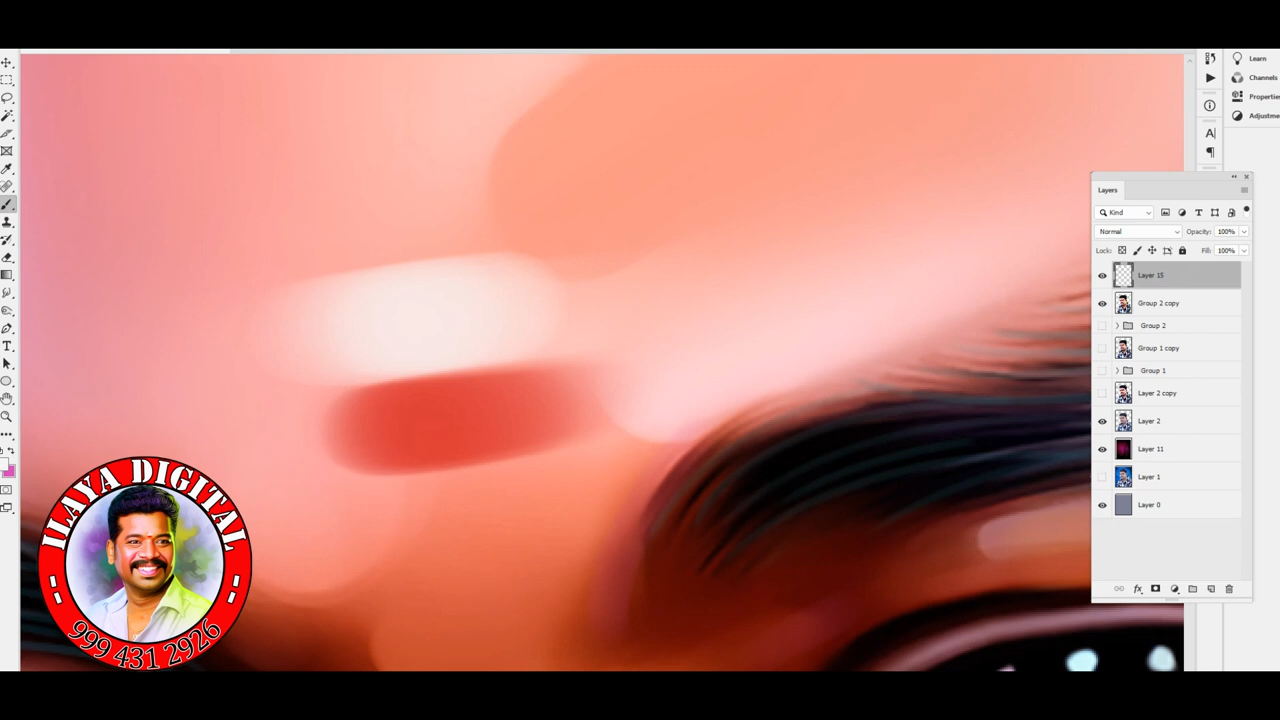 Learn
Channels
Properties
Adjustme
Layers
Kind
Normal
Opacity: 100%
Lock:
Fill: 100%
Layer 15
Group 2 copy
Group 2
Group 1 copy
Group 1
Layer 2 copy
Layer 2
Layer 11
Layer 1
Layer 0
ILAYA DIGITAL
999 431 2926